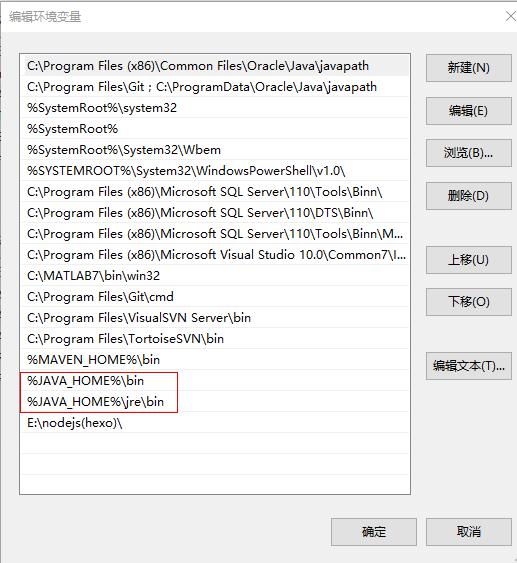 编辑环境变量
C:\Program Files (x86)\Common Files\Oracle\Java\javapath
C:\Program Files\Git ; C:\ProgramData\Oracle\Java\javapath
%SystemRoot%\system32
%SystemRoot%
%SystemRoot%\System32\Wbem
%SYSTEMROOT%\System32\WindowsPowerShell\v1.0\
C:\Program Files (x86)\Microsoft SQL Server\110\Tools\Binn\
C:\Program Files (x86)\Microsoft SQL Server\110\DTS\Binn\
C:\Program Files (x86)\Microsoft SQL Server\110\Tools\Binn\M...
C:\Program Files (x86)\Microsoft Visual Studio 10.0\Common7\I...
C:\MATLAB7\bin\win32
C:\Program Files\Git\cmd
C:\Program Files\VisualSVN Server\bin
C:\Program Files\TortoiseSVN\bin
%MAVEN_HOME%\bin
%JAVA_HOME%\bin
%JAVA_HOME%\jre\bin
E:\nodejs(hexo)\
新建(N)
编辑(E)
浏览(B)...
删除(D)
上移(U)
下移(O)
编辑文本(T)...
确定
取消